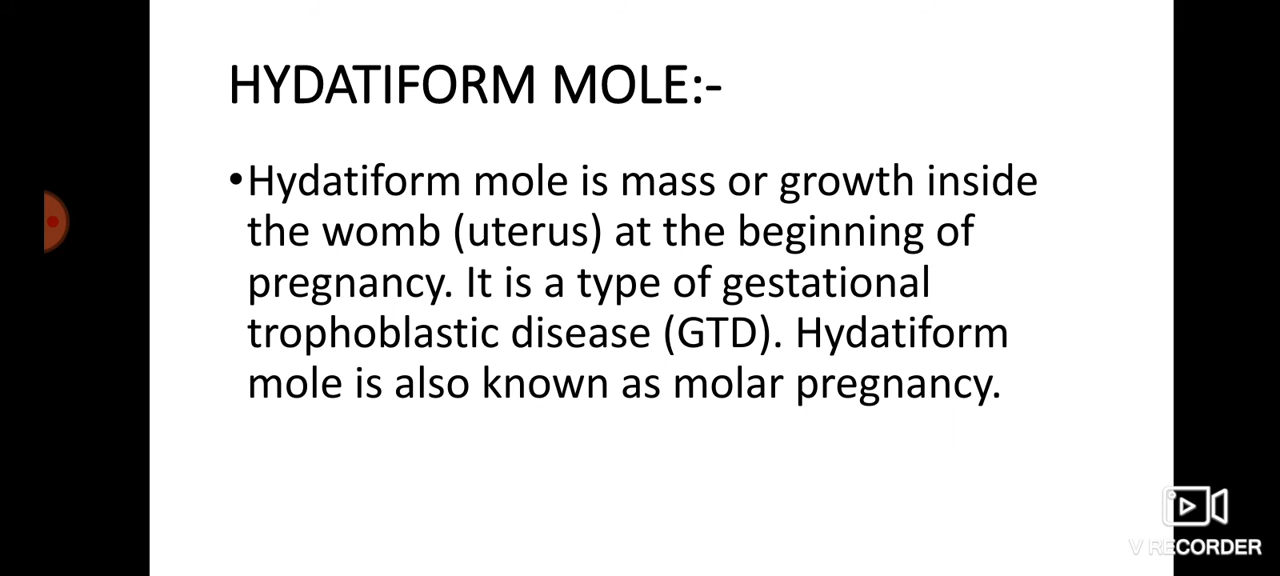 HYDATIFORM MOLE:-
•Hydatiform mole is mass or growth inside
the womb (uterus) at the beginning of
pregnancy. It is a type of gestational
trophoblastic disease (GTD). Hydatiform
mole is also known as molar pregnancy.
V RECORDER